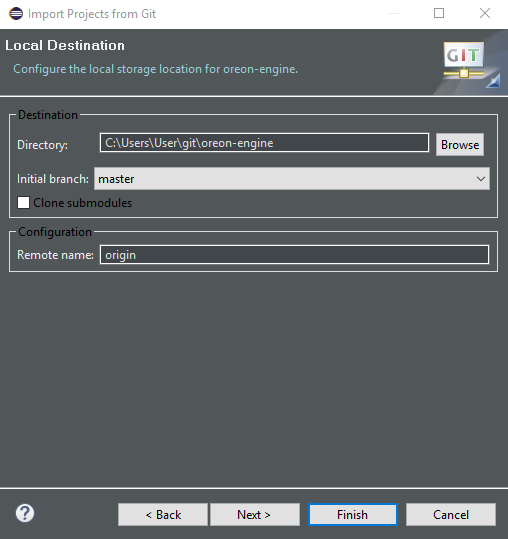 Import Projects from Git
Local Destination
Configure the local storage location for oreon-engine.
GIT
Destination
Directory: C:\Users\User\git\oreon-engine Browse
Initial branch: master
Clone submodules
Configuration
Remote name: origin
? < Back Next > Finish Cancel